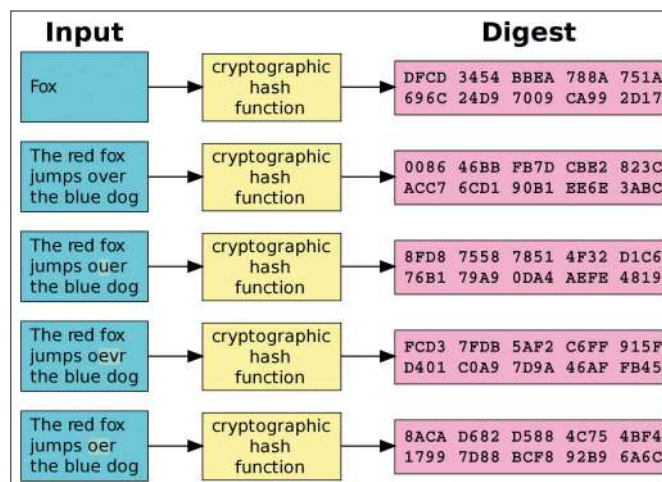 Input
Digest
Fox
cryptographic
hash
function
DFCD 3454 BBEA 788A 751A
696C 24D9 7009 CA99 2D17
The red fox
jumps over
the blue dog
cryptographic
hash
function
0086 46BB FB7D CBE2 823C
ACC7 6CD1 90B1 EE6E 3ABC
The red fox
jumps ouer
the blue dog
cryptographic
hash
function
8FD8 7558 7851 4F32 D1C6
76B1 79A9 0DA4 AEFE 4819
The red fox
jumps oevr
the blue dog
cryptographic
hash
function
FCD3 7FDB 5AF2 C6FF 915F
D401 C0A9 7D9A 46AF FB45
The red fox
jumps oer
the blue dog
cryptographic
hash
function
8ACA D682 D588 4C75 4BF4
1799 7D88 BCF8 92B9 6A6C